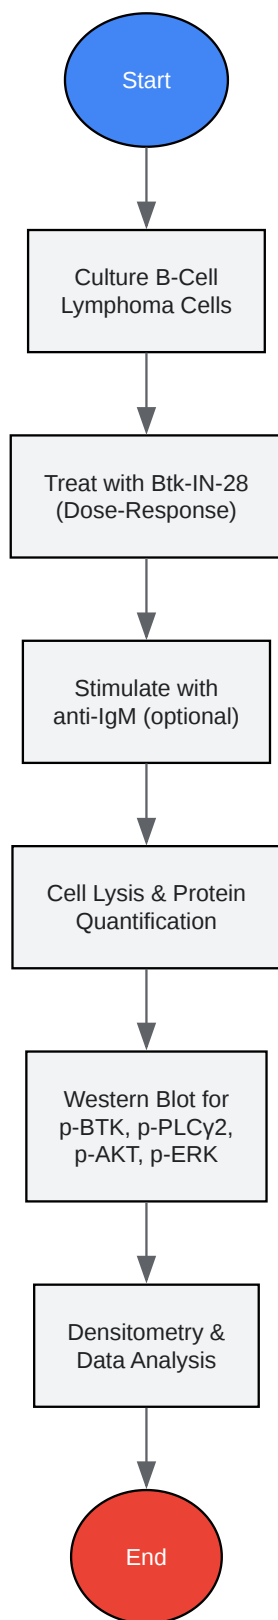 Start
Culture B-Cell
Lymphoma Cells
Treat with Btk-IN-28
(Dose-Response)
Stimulate with
anti-IgM (optional)
Cell Lysis & Protein
Quantification
Western Blot for
p-BTK, p-PLCγ2,
p-AKT, p-ERK
Densitometry &
Data Analysis
End